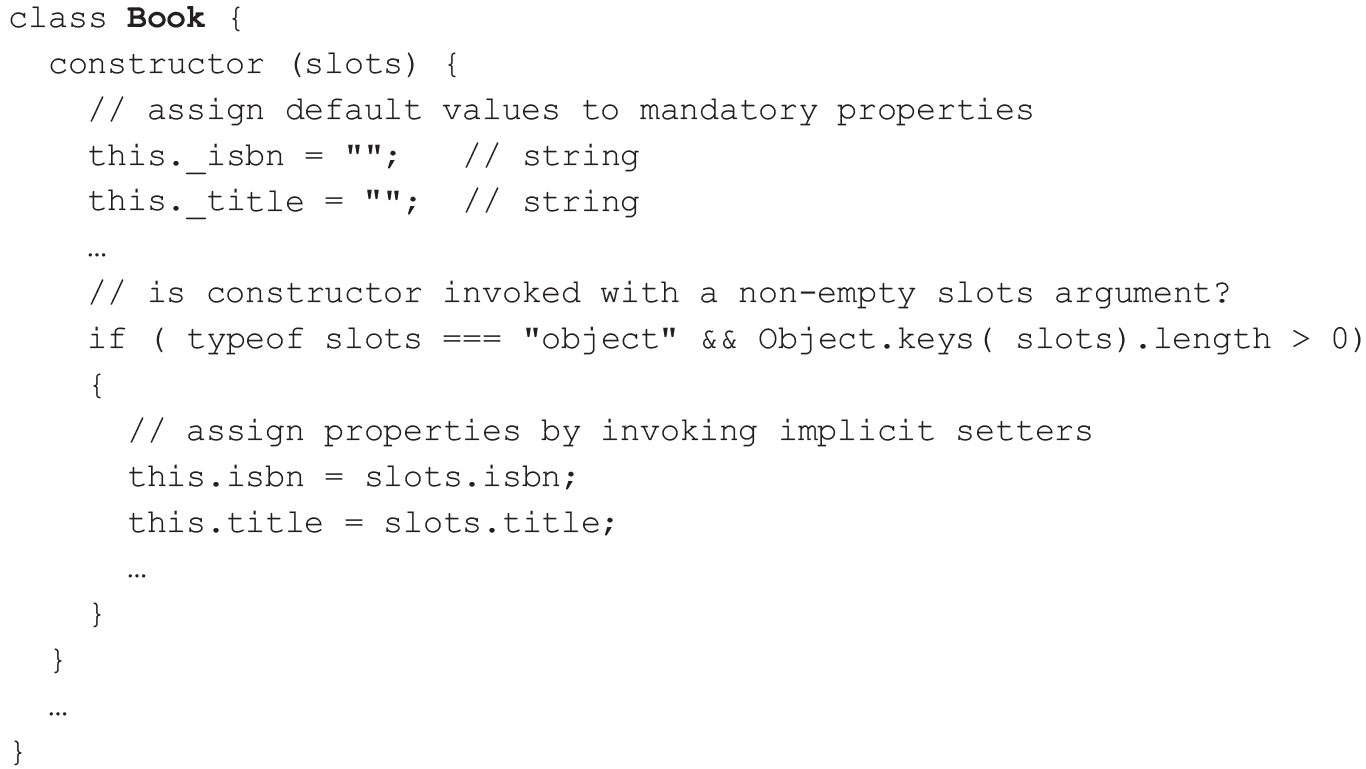 class Book {
  constructor (slots) {
    // assign default values to mandatory properties
    this._isbn = "";   // string
    this._title = "";  // string
    …
    // is constructor invoked with a non-empty slots argument?
    if ( typeof slots === "object" && Object.keys( slots).length > 0)
    {
      // assign properties by invoking implicit setters
      this.isbn = slots.isbn;
      this.title = slots.title;
      …
    }
  }
  …
}